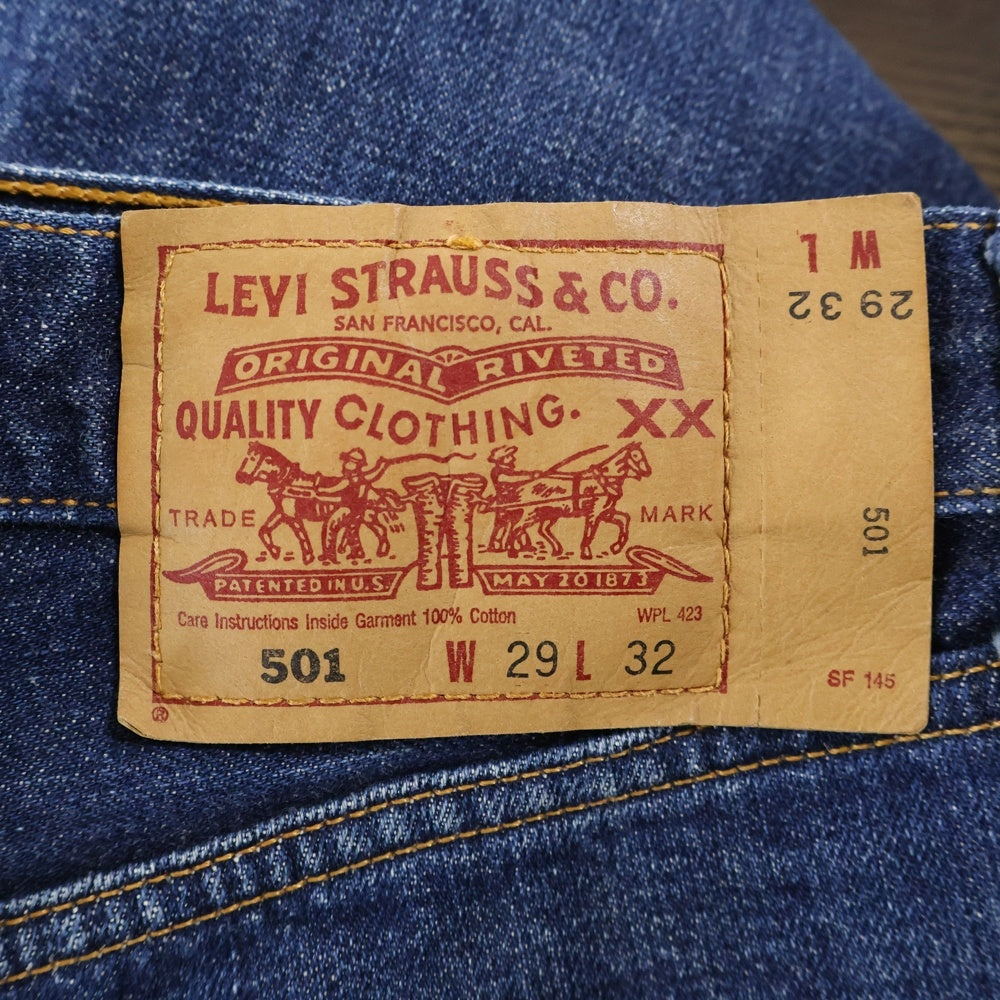 LEVI STRAUSS & CO.
SAN FRANCISCO, CAL.
ORIGINAL RIVETED
QUALITY CLOTHING. XX
TRADE MARK
PATENTED IN U.S. MAY 20 1873
Care Instructions Inside Garment 100% Cotton WPL 423
501 W 29 L 32
®
W L
29 32
501
SF 145